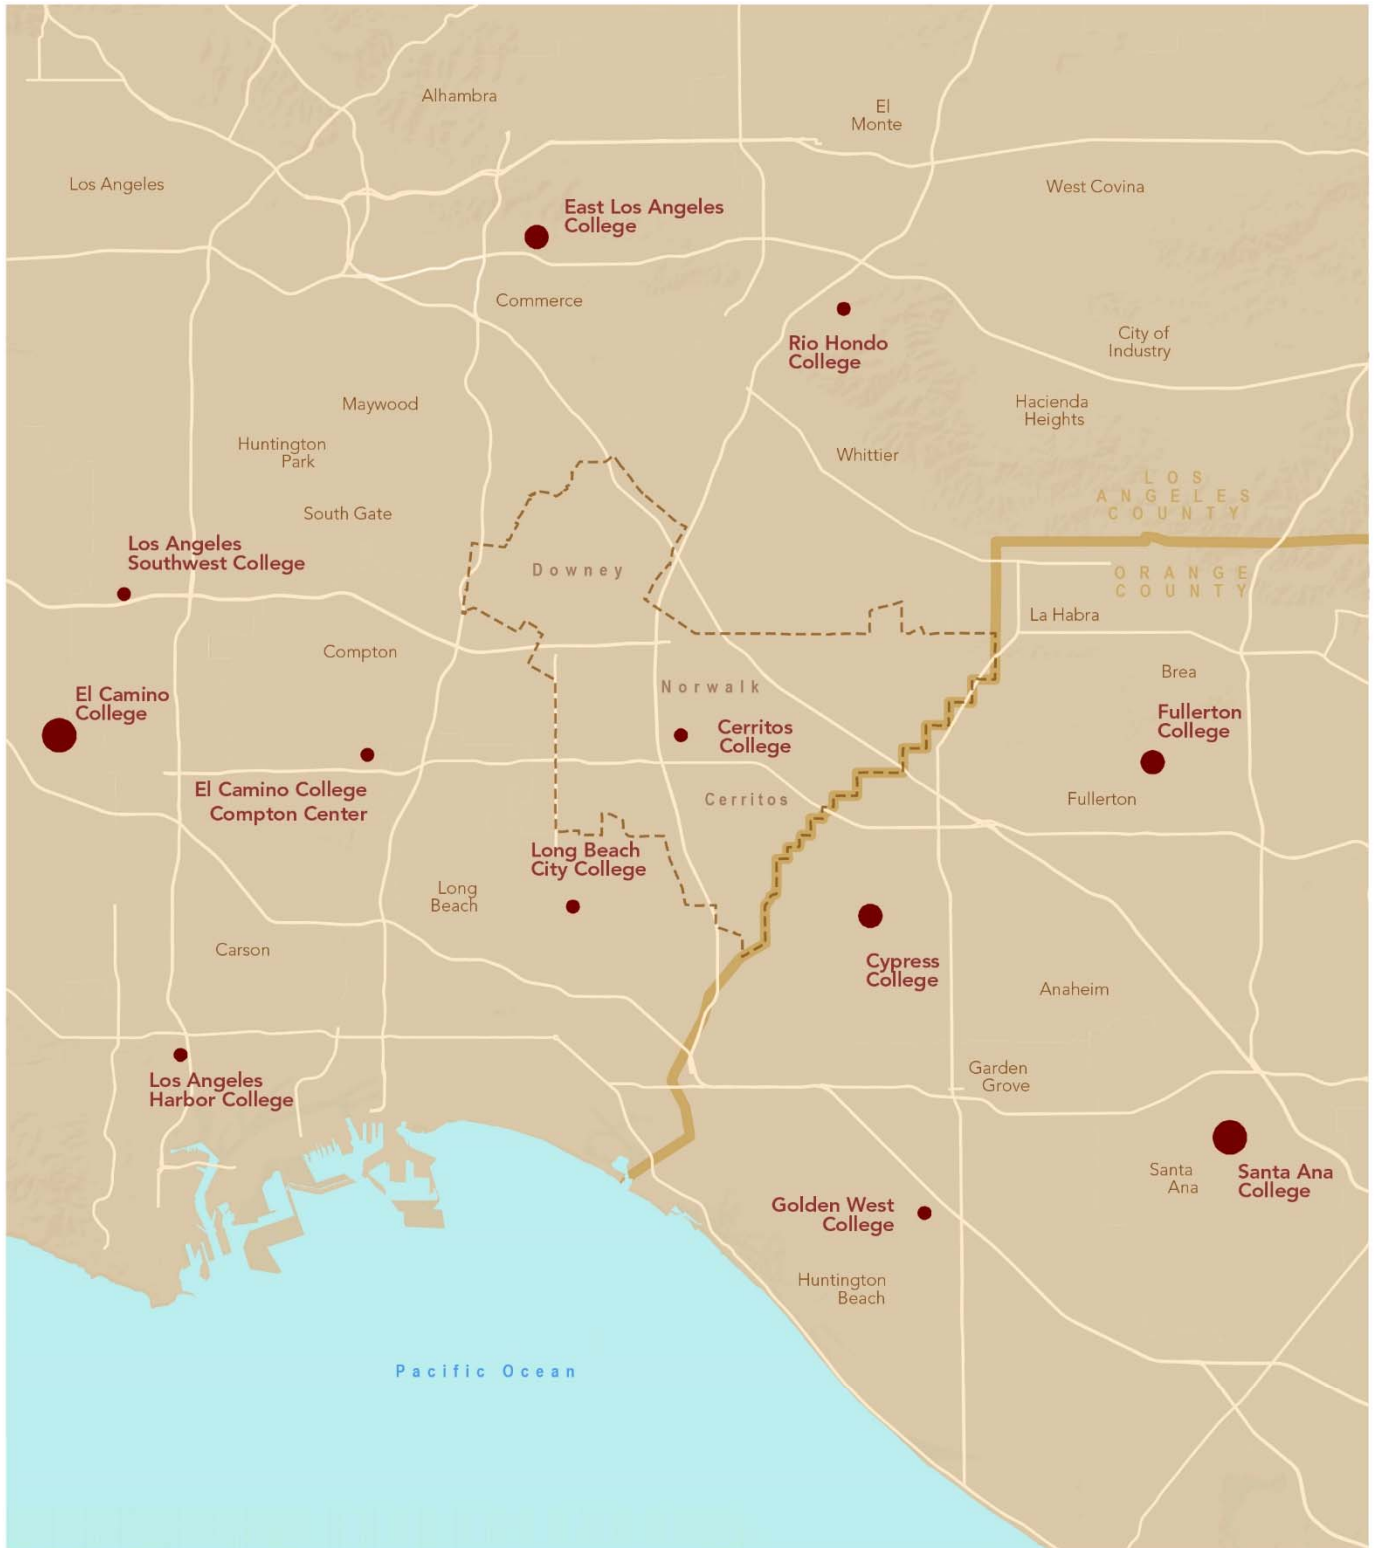 Alhambra
El
Monte
Los Angeles
West Covina
East Los Angeles
College
Commerce
Rio Hondo
College
City of
Industry
Maywood
Hacienda
Heights
Huntington
Park
Whittier
LOS
ANGELES
COUNTY
South Gate
Los Angeles
Southwest College
Downey
ORANGE
COUNTY
La Habra
Compton
Brea
El Camino
College
Norwalk
Fullerton
College
Cerritos
College
El Camino College
Compton Center
Cerritos
Fullerton
Long Beach
City College
Long
Beach
Carson
Cypress
College
Anaheim
Los Angeles
Harbor College
Garden
Grove
Santa
Ana
Santa Ana
College
Golden West
College
Huntington
Beach
Pacific Ocean